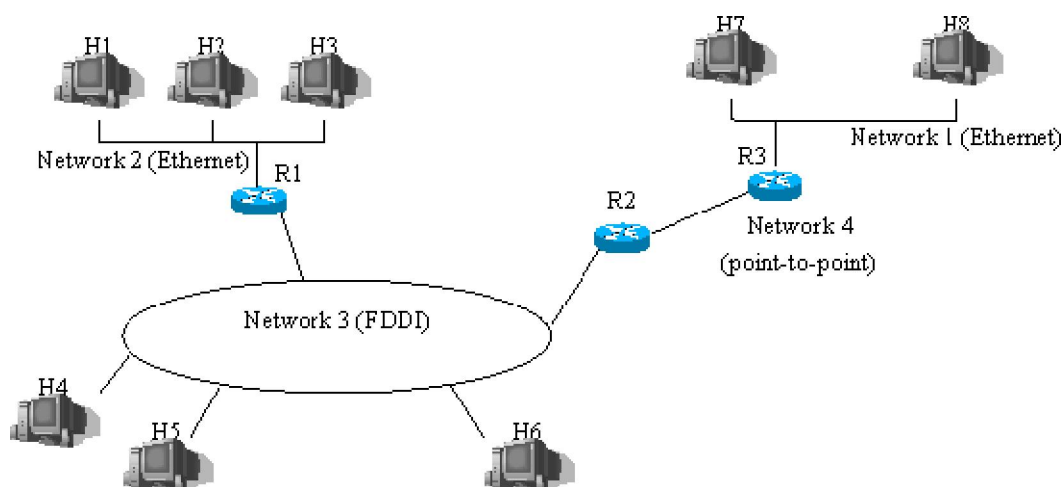 H1 H2 H3
H7 H8
Network 2 (Ethernet)
Network 1 (Ethernet)
R1
R3
R2
Network 4
(point-to-point)
Network 3 (FDDI)
H4
H5
H6